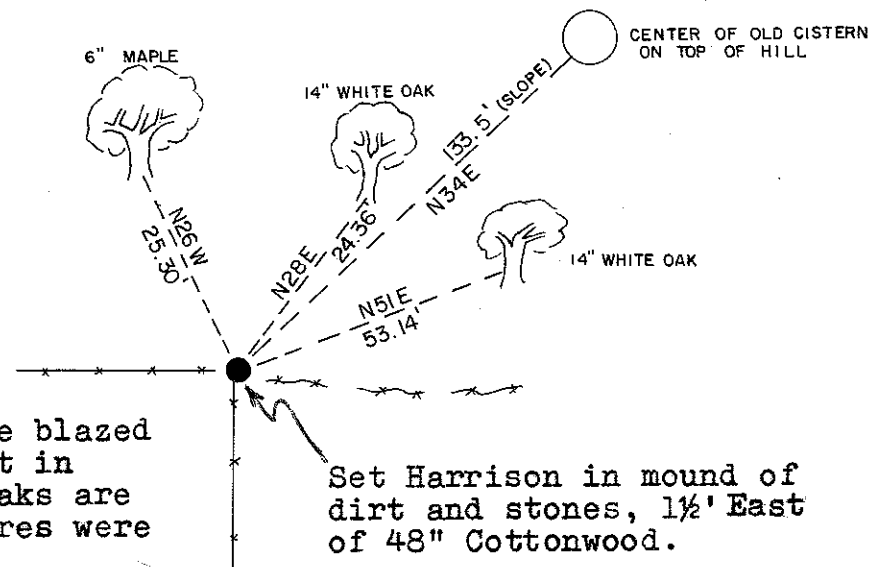 CENTER OF OLD CISTERN
ON TOP OF HILL
6" MAPLE
14" WHITE OAK
133.5' (SLOPE)
N34E
N26W
25.30'
N28E
24.36'
14" WHITE OAK
N51E
53.14'
e blazed
t in
aks are
res were
Set Harrison in mound of
dirt and stones, 1½' East
of 48" Cottonwood.